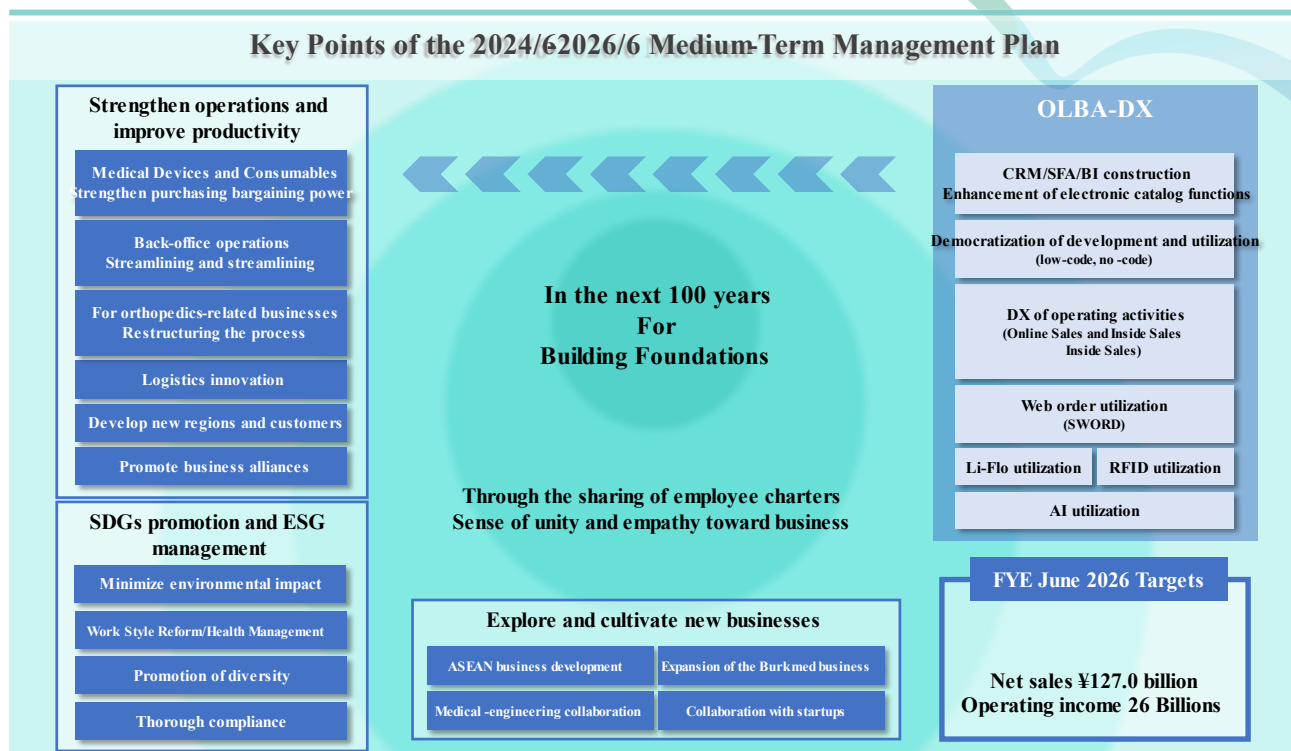 Key Points of the 2024/6-2026/6 Medium-Term Management Plan
Strengthen operations and
improve productivity
Medical Devices and Consumables
Strengthen purchasing bargaining power
Back-office operations
Streamlining and streamlining
For orthopedics-related businesses
Restructuring the process
Logistics innovation
Develop new regions and customers
Promote business alliances
SDGs promotion and ESG
management
Minimize environmental impact
Work Style Reform/Health Management
Promotion of diversity
Thorough compliance
In the next 100 years
For
Building Foundations
Through the sharing of employee charters
Sense of unity and empathy toward business
Explore and cultivate new businesses
ASEAN business development
Expansion of the Burkmed business
Medical -engineering collaboration
Collaboration with startups
OLBA-DX
CRM/SFA/BI construction
Enhancement of electronic catalog functions
Democratization of development and utilization
(low-code, no -code)
DX of operating activities
(Online Sales and Inside Sales
Inside Sales)
Web order utilization
(SWORD)
Li-Flo utilization
RFID utilization
AI utilization
FYE June 2026 Targets
Net sales ¥127.0 billion
Operating income 26 Billions